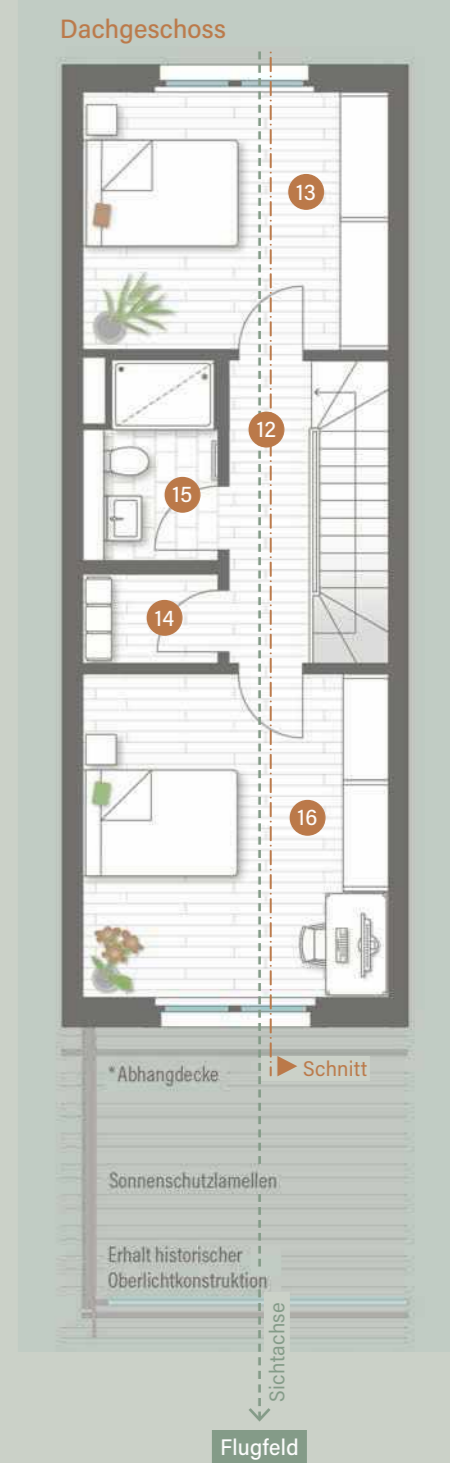 Dachgeschoss
13
12
15
14
16
Schnitt
*Abhangdecke
Sonnenschutzlamellen
Erhalt historischer
Oberlichtkonstruktion
Sichtachse
Flugfeld